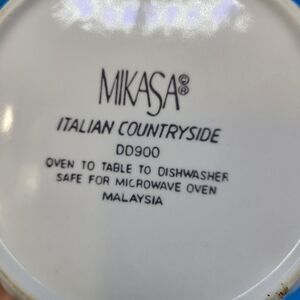 MIKASA©®
ITALIAN COUNTRYSIDE
DD900
OVEN TO TABLE TO DISHWASHER
SAFE FOR MICROWAVE OVEN
MALAYSIA